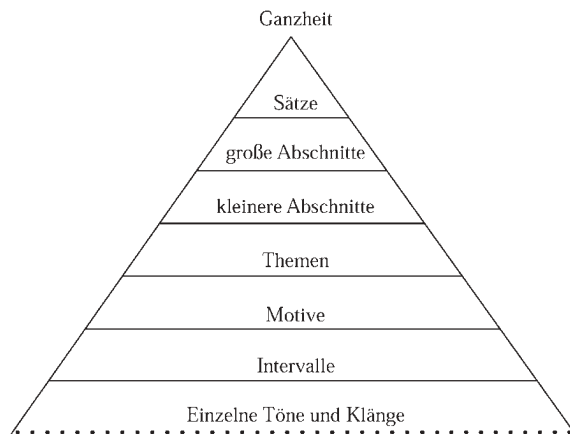 Ganzheit
Sätze
große Abschnitte
kleinere Abschnitte
Themen
Motive
Intervalle
Einzelne Töne und Klänge